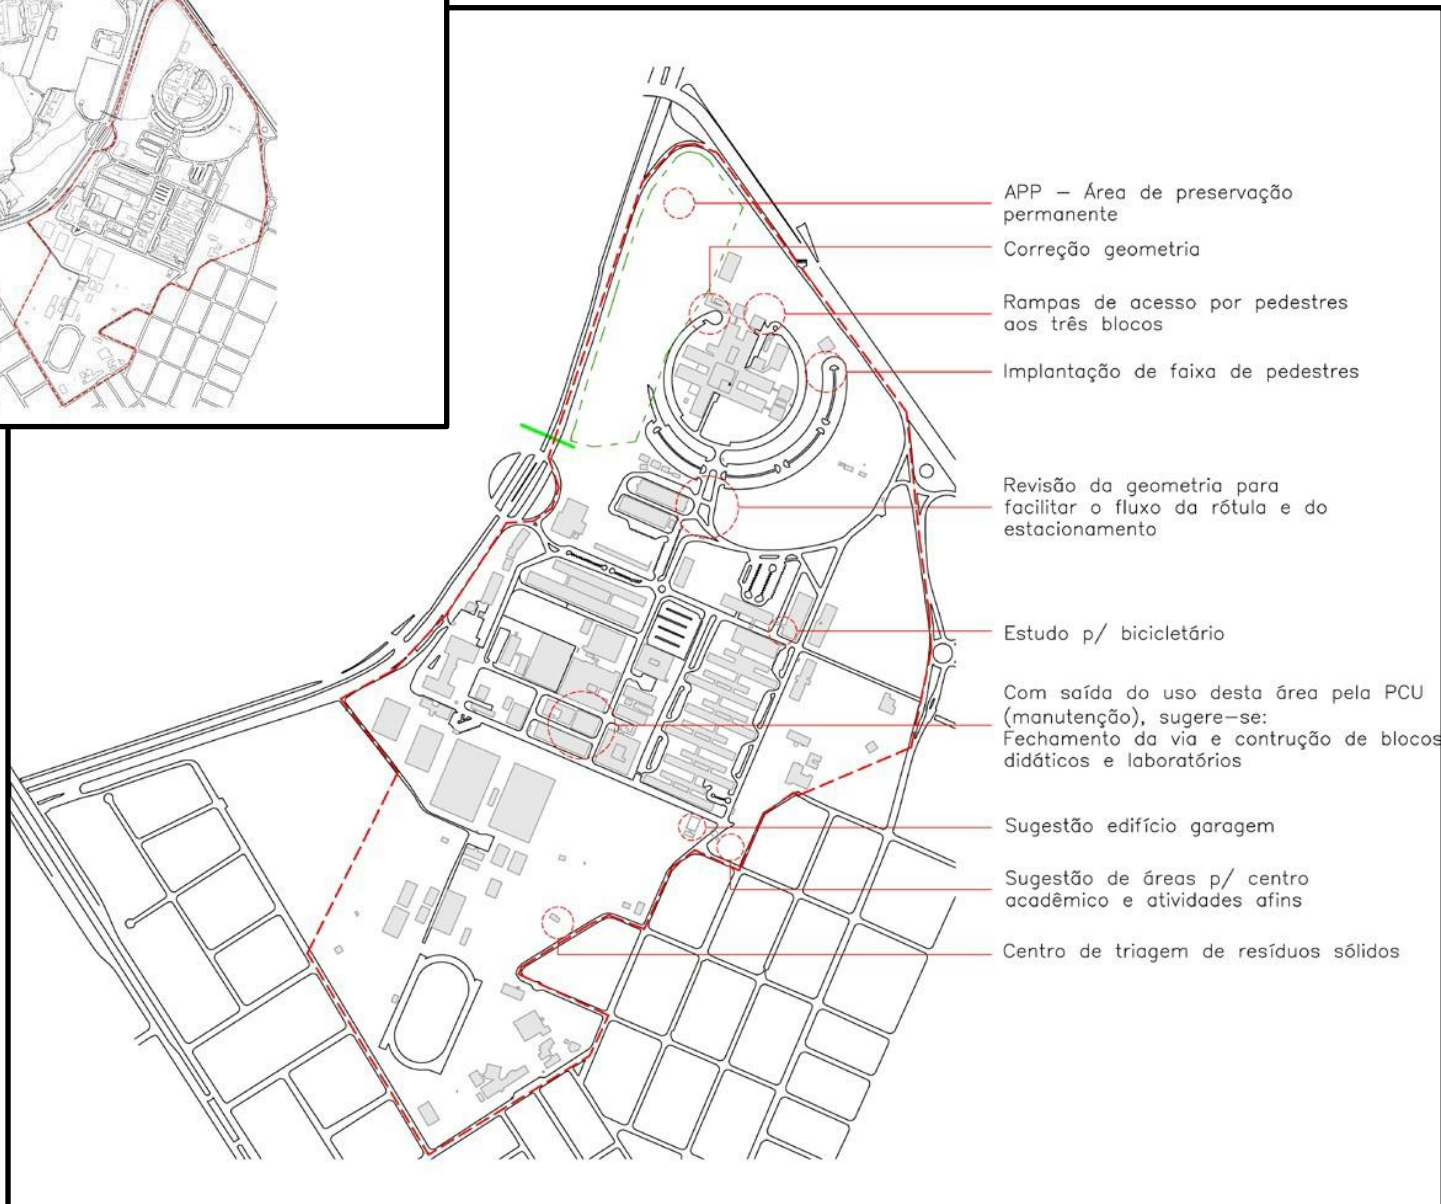 APP – Área de preservação
permanente
Correção geometria
Rampas de acesso por pedestres
aos três blocos
Implantação de faixa de pedestres
Revisão da geometria para
facilitar o fluxo da rótula e do
estacionamento
Estudo p/ bicicletário
Com saída do uso desta área pela PCU
(manutenção), sugere-se:
Fechamento da via e contrução de blocos
didáticos e laboratórios
Sugestão edifício garagem
Sugestão de áreas p/ centro
acadêmico e atividades afins
Centro de triagem de resíduos sólidos